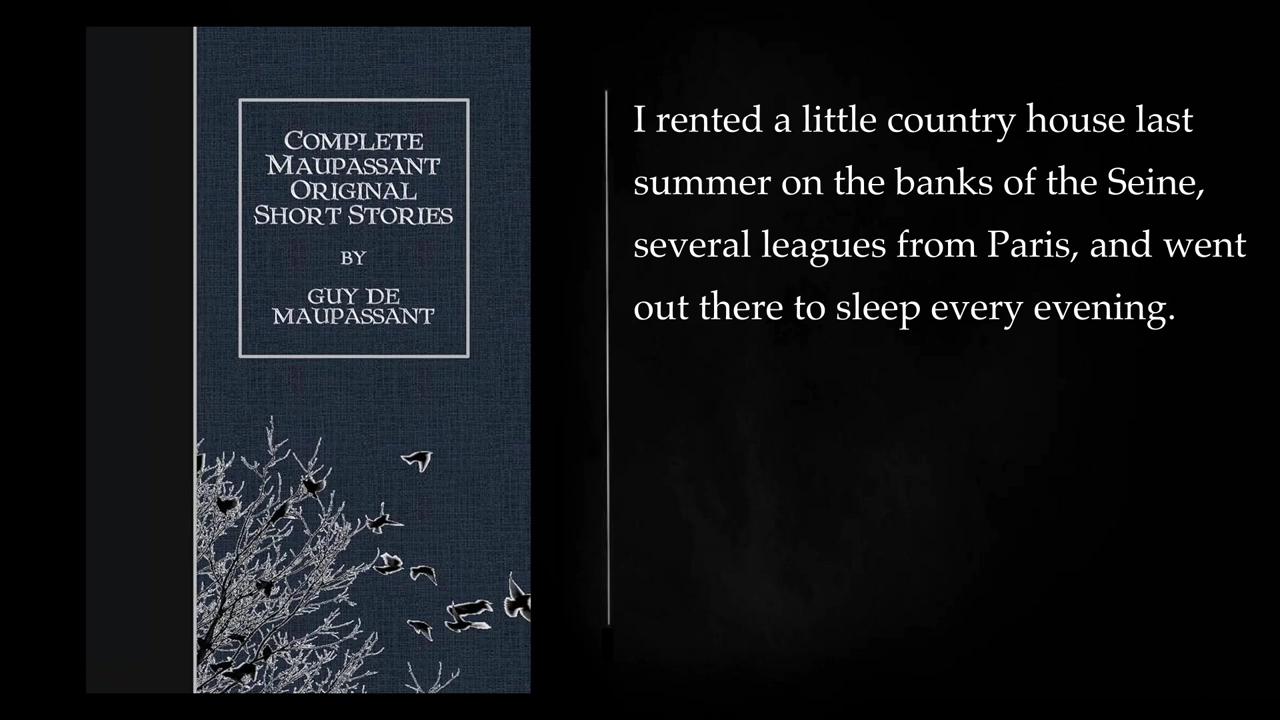 COMPLETE
MAUPASSANT
ORIGINAL
SHORT STORIES
BY
GUY DE
MAUPASSANT
I rented a little country house last
summer on the banks of the Seine,
several leagues from Paris, and went
out there to sleep every evening.